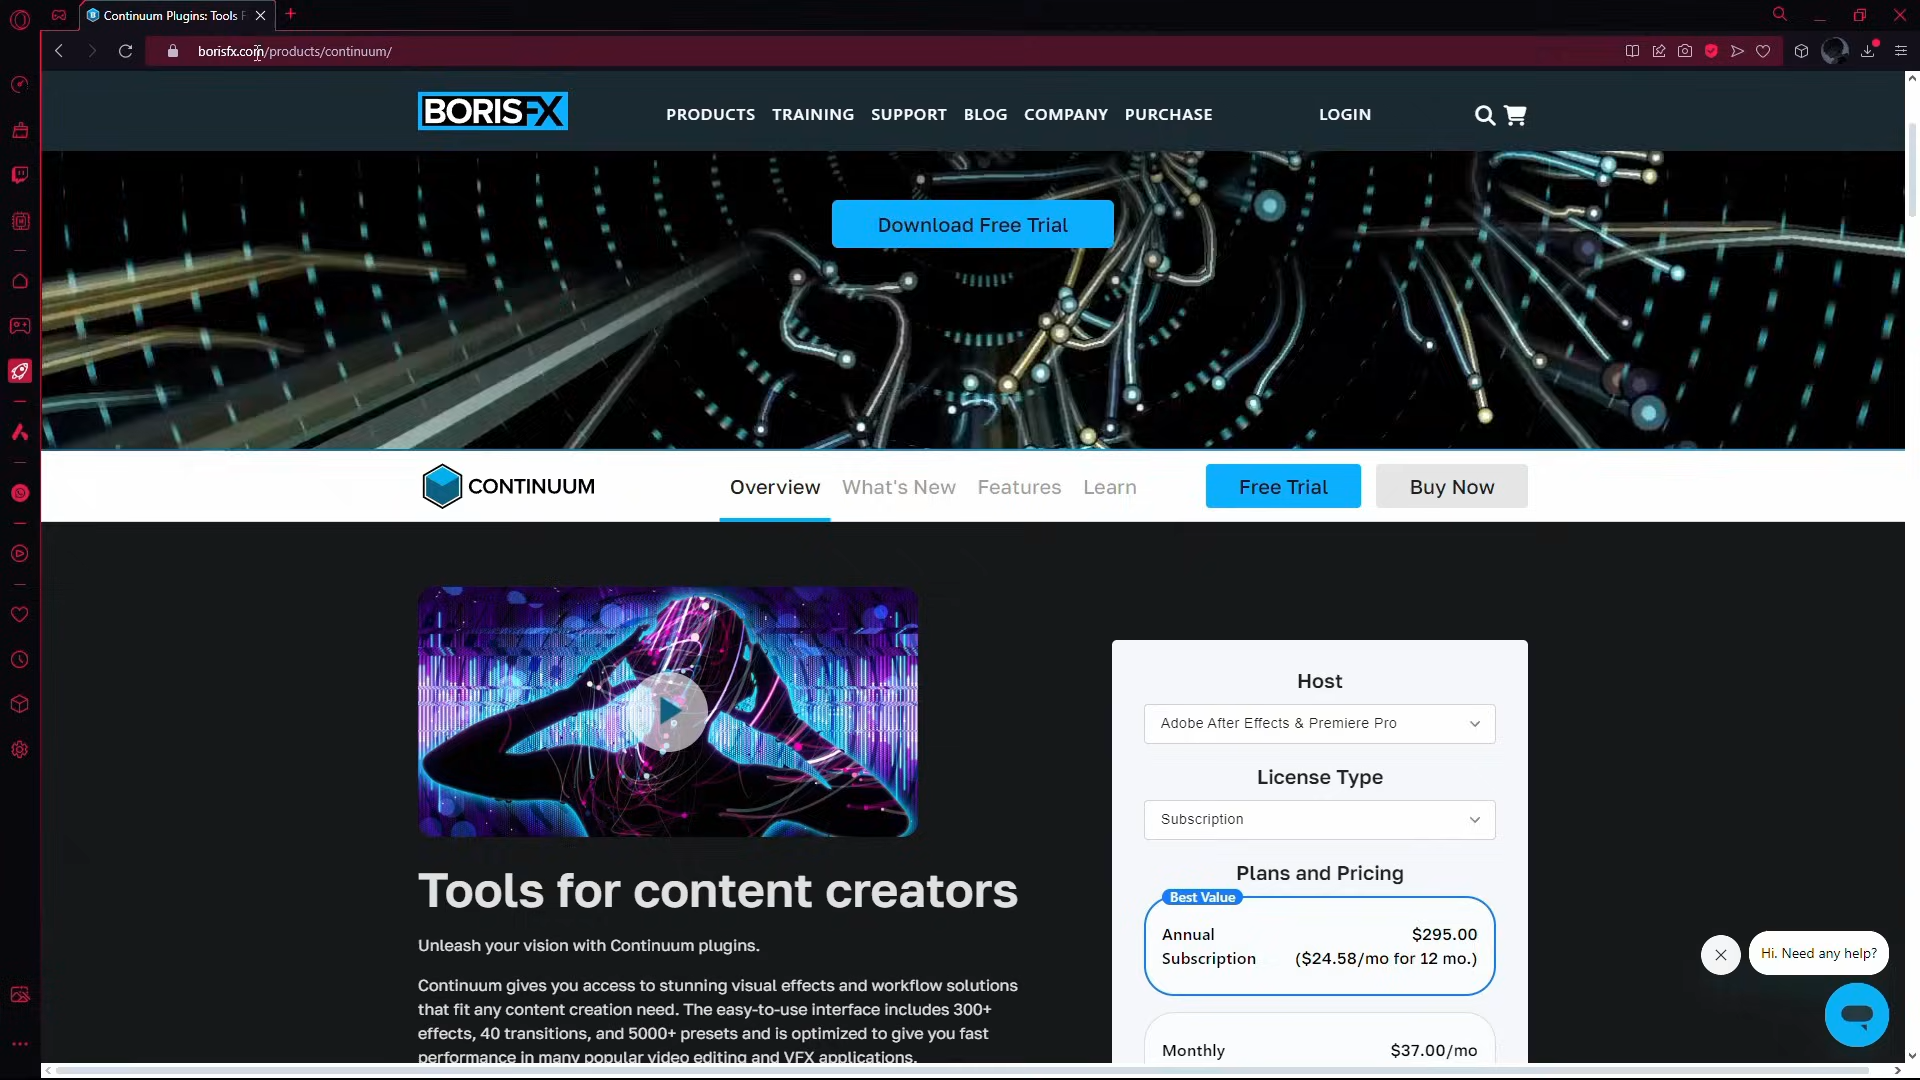 Continuum Plugins: Tools F
borisfx.com/products/continuum/
BORISFX
PRODUCTS TRAINING SUPPORT BLOG COMPANY PURCHASE LOGIN
Download Free Trial
CONTINUUM
Overview What's New Features Learn Free Trial Buy Now
Tools for content creators
Unleash your vision with Continuum plugins.
Continuum gives you access to stunning visual effects and workflow solutions
that fit any content creation need. The easy-to-use interface includes 300+
effects, 40 transitions, and 5000+ presets and is optimized to give you fast
performance in many popular video editing and VFX applications.
Host
Adobe After Effects & Premiere Pro
License Type
Subscription
Plans and Pricing
Best Value
Annual $295.00
Subscription ($24.58/mo for 12 mo.)
Monthly $37.00/mo
Hi. Need any help?